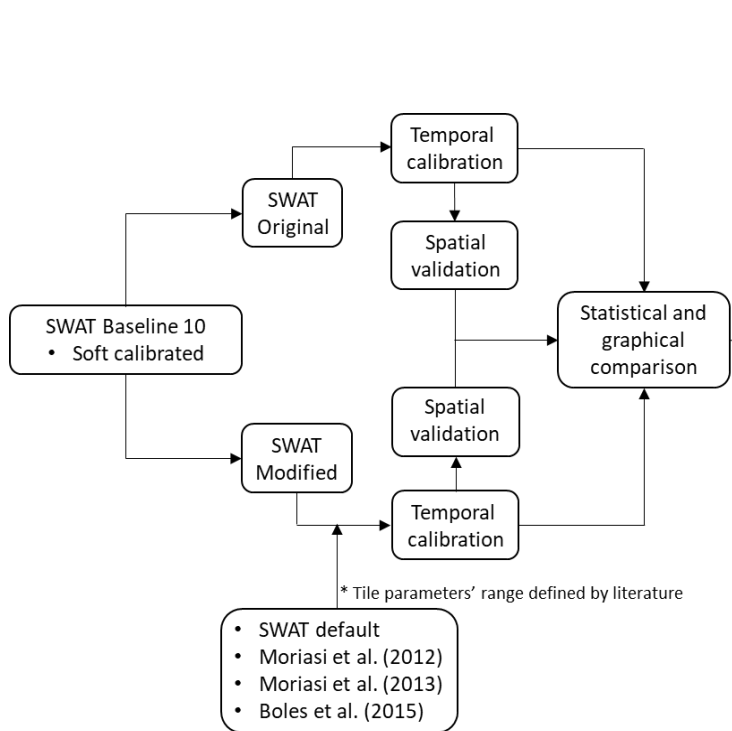 Temporal
calibration
SWAT
Original
Spatial
validation
SWAT Baseline 10
• Soft calibrated
Statistical and
graphical
comparison
Spatial
validation
SWAT
Modified
Temporal
calibration
* Tile parameters' range defined by literature
• SWAT default
• Moriasi et al. (2012)
• Moriasi et al. (2013)
• Boles et al. (2015)